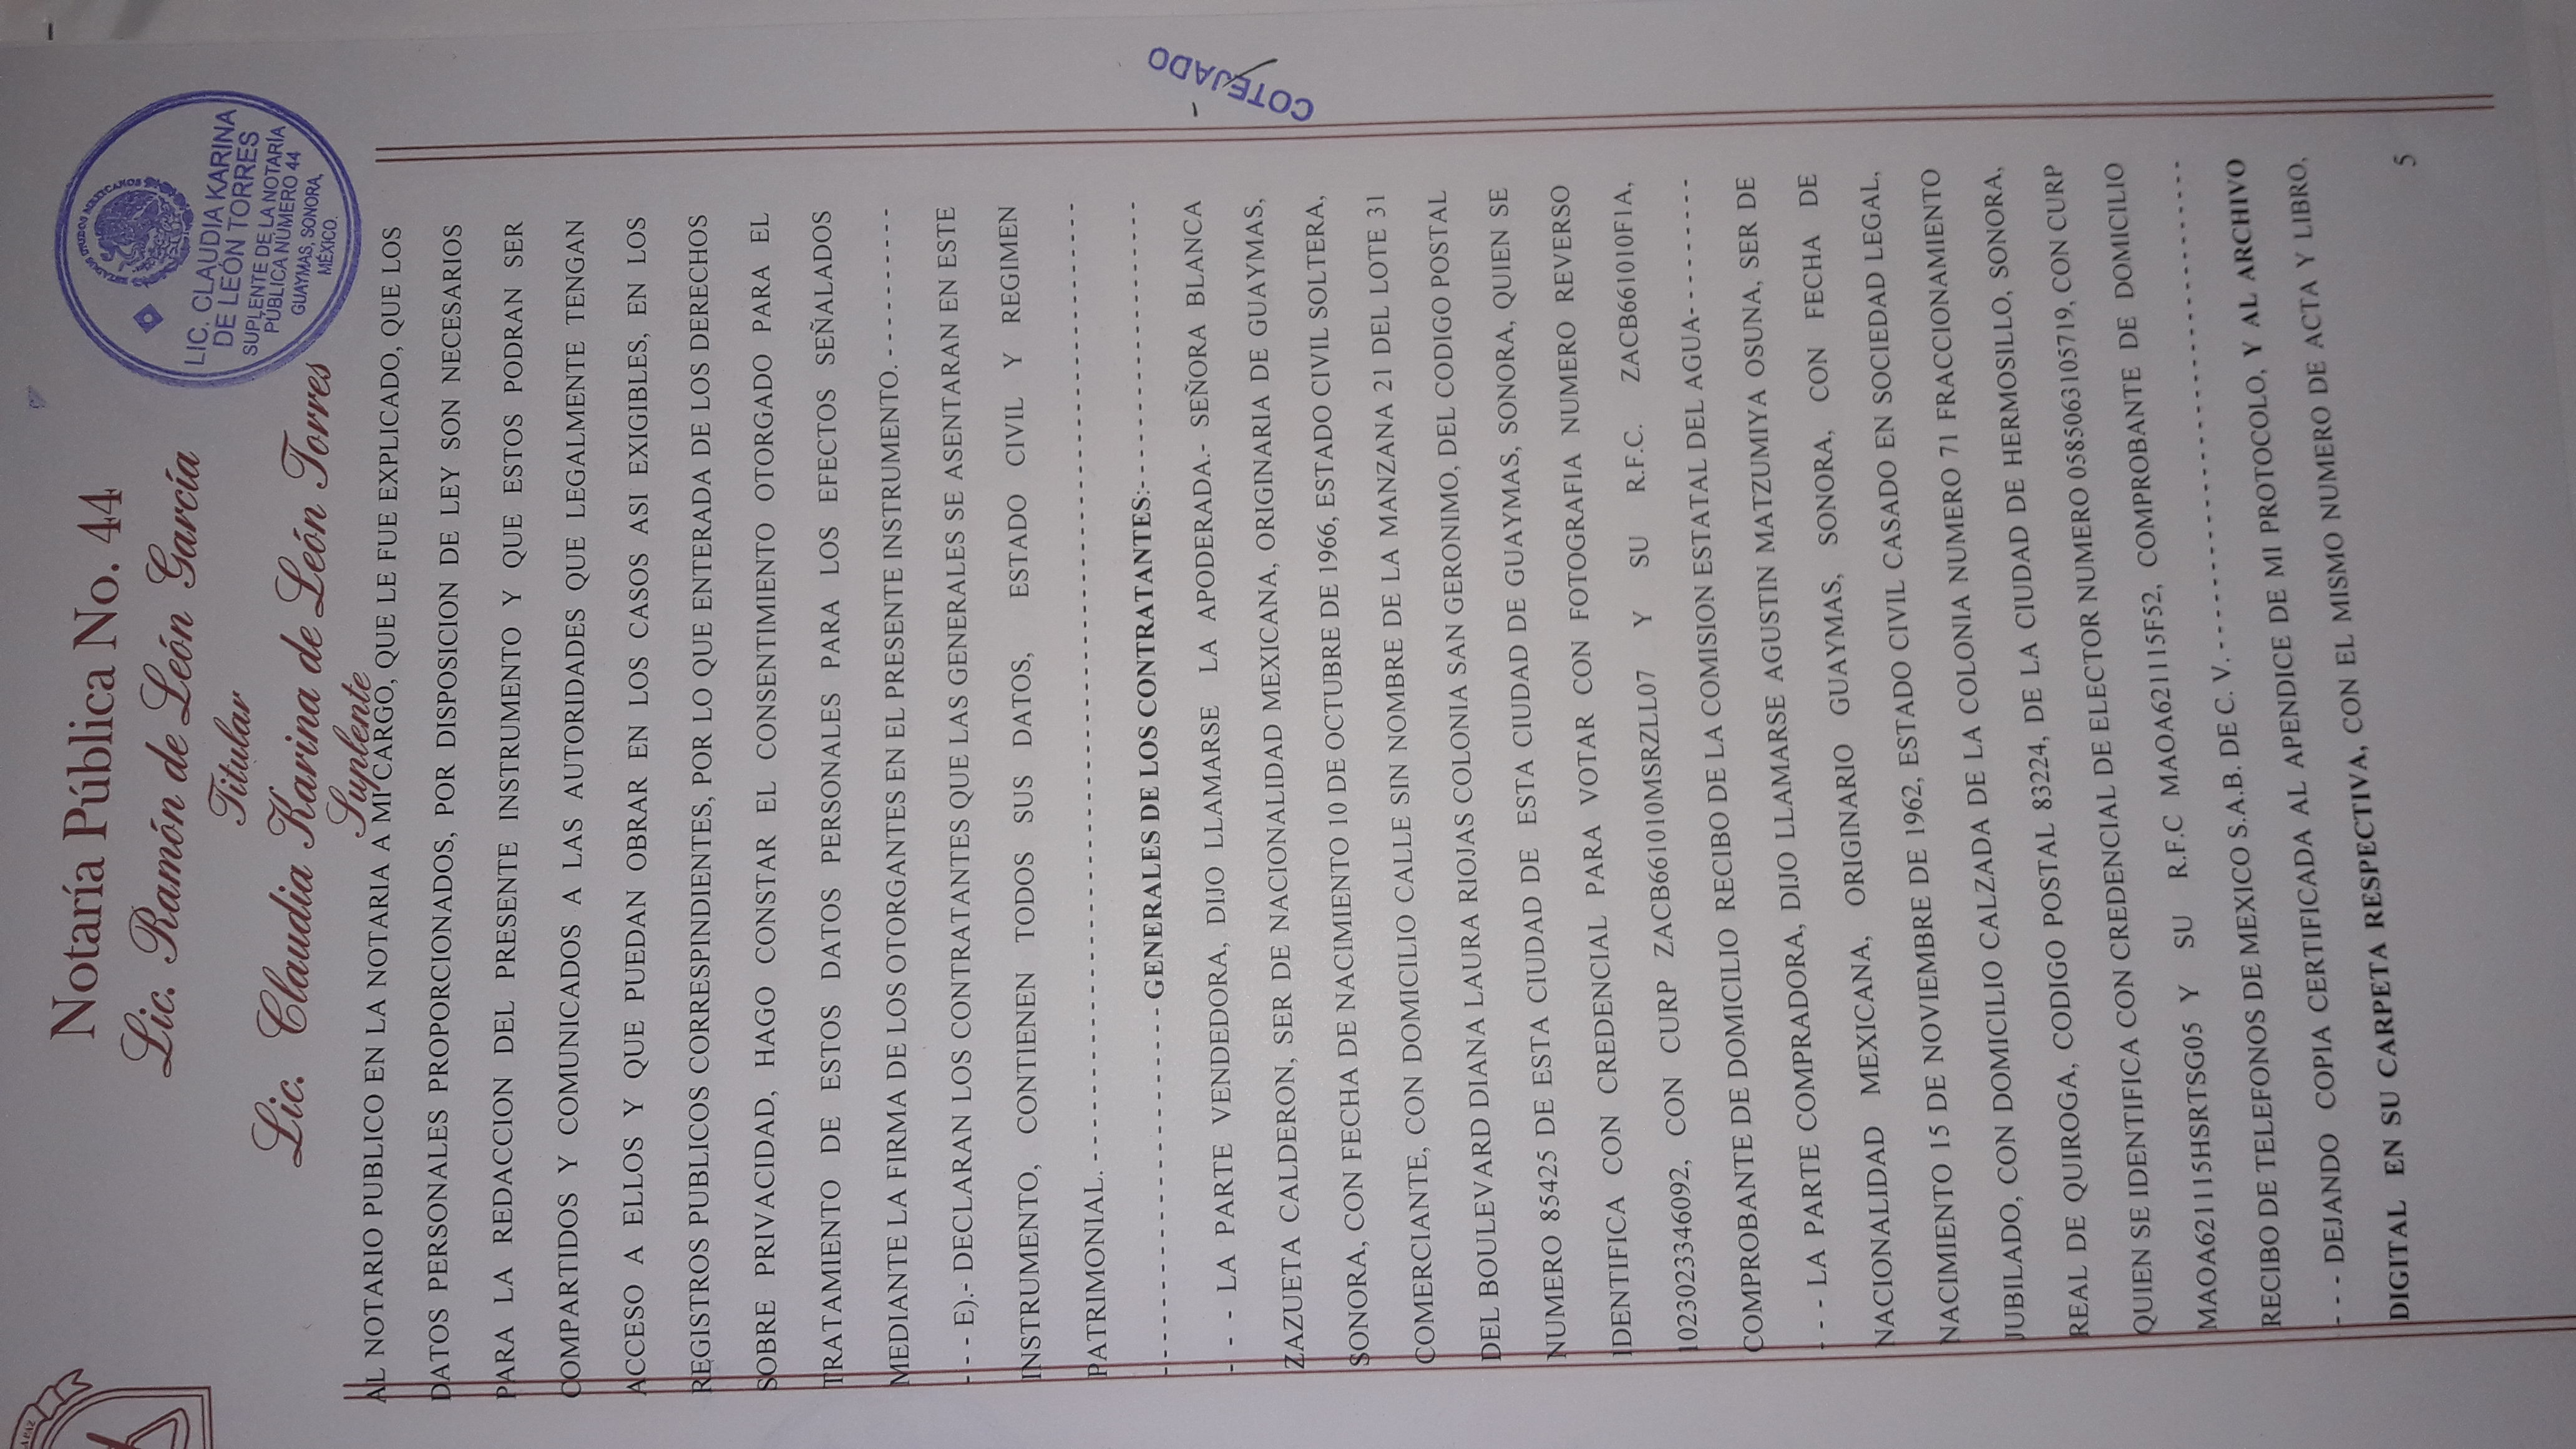 LA PAZ
Notaría Pública No. 44
Lic. Ramón de León García
Titular
Lic. Claudia Karina de León Torres
Suplente
ESTADOS UNIDOS MEXICANOS
LIC. CLAUDIA KARINA
DE LEÓN TORRES
SUPLENTE DE LA NOTARÍA
PÚBLICA NÚMERO 44
GUAYMAS, SONORA,
MÉXICO.
AL NOTARIO PUBLICO EN LA NOTARIA A MI CARGO, QUE LE FUE EXPLICADO, QUE LOS
DATOS PERSONALES PROPORCIONADOS, POR DISPOSICION DE LEY SON NECESARIOS
PARA LA REDACCION DEL PRESENTE INSTRUMENTO Y QUE ESTOS PODRAN SER
COMPARTIDOS Y COMUNICADOS A LAS AUTORIDADES QUE LEGALMENTE TENGAN
ACCESO A ELLOS Y QUE PUEDAN OBRAR EN LOS CASOS ASI EXIGIBLES, EN LOS
REGISTROS PUBLICOS CORRESPINDIENTES, POR LO QUE ENTERADA DE LOS DERECHOS
SOBRE PRIVACIDAD, HAGO CONSTAR EL CONSENTIMIENTO OTORGADO PARA EL
TRATAMIENTO DE ESTOS DATOS PERSONALES PARA LOS EFECTOS SEÑALADOS
MEDIANTE LA FIRMA DE LOS OTORGANTES EN EL PRESENTE INSTRUMENTO. - - - - - - - - - -
- - - E).- DECLARAN LOS CONTRATANTES QUE LAS GENERALES SE ASENTARAN EN ESTE
INSTRUMENTO, CONTIENEN TODOS SUS DATOS, ESTADO CIVIL Y REGIMEN
PATRIMONIAL. - - - - - - - - - - - - - - - - - - - - - - - - - - - - - - - - - - - - - - - - - - - - - - - - - - - - - - - - - - - - - - - - - - -
- - - - - - - - - - - - - - - - - - - - - - GENERALES DE LOS CONTRATANTES:- - - - - - - - - - - - - - - - - - - -
- - - LA PARTE VENDEDORA, DIJO LLAMARSE LA APODERADA.- SEÑORA BLANCA
ZAZUETA CALDERON, SER DE NACIONALIDAD MEXICANA, ORIGINARIA DE GUAYMAS,
SONORA, CON FECHA DE NACIMIENTO 10 DE OCTUBRE DE 1966, ESTADO CIVIL SOLTERA,
COMERCIANTE, CON DOMICILIO CALLE SIN NOMBRE DE LA MANZANA 21 DEL LOTE 31
DEL BOULEVARD DIANA LAURA RIOJAS COLONIA SAN GERONIMO, DEL CODIGO POSTAL
NUMERO 85425 DE ESTA CIUDAD DE ESTA CIUDAD DE GUAYMAS, SONORA, QUIEN SE
IDENTIFICA CON CREDENCIAL PARA VOTAR CON FOTOGRAFIA NUMERO REVERSO
1023023346092, CON CURP ZACB661010MSRZLL07 Y SU R.F.C. ZACB661010F1A,
COMPROBANTE DE DOMICILIO RECIBO DE LA COMISION ESTATAL DEL AGUA- - - - - - - - -
- - - LA PARTE COMPRADORA, DIJO LLAMARSE AGUSTIN MATZUMIYA OSUNA, SER DE
NACIONALIDAD MEXICANA, ORIGINARIO GUAYMAS, SONORA, CON FECHA DE
NACIMIENTO 15 DE NOVIEMBRE DE 1962, ESTADO CIVIL CASADO EN SOCIEDAD LEGAL,
JUBILADO, CON DOMICILIO CALZADA DE LA COLONIA NUMERO 71 FRACCIONAMIENTO
REAL DE QUIROGA, CODIGO POSTAL 83224, DE LA CIUDAD DE HERMOSILLO, SONORA,
QUIEN SE IDENTIFICA CON CREDENCIAL DE ELECTOR NUMERO 0585063105719, CON CURP
MAOA621115HSRTSG05 Y SU R.F.C MAOA621115F52, COMPROBANTE DE DOMICILIO
RECIBO DE TELEFONOS DE MEXICO S.A.B. DE C. V. - - - - - - - - - - - - - - - - - - - - - - - - - - - - - - - - - - -
- - - DEJANDO COPIA CERTIFICADA AL APENDICE DE MI PROTOCOLO, Y AL ARCHIVO
DIGITAL EN SU CARPETA RESPECTIVA, CON EL MISMO NUMERO DE ACTA Y LIBRO,
5
COTEJADO